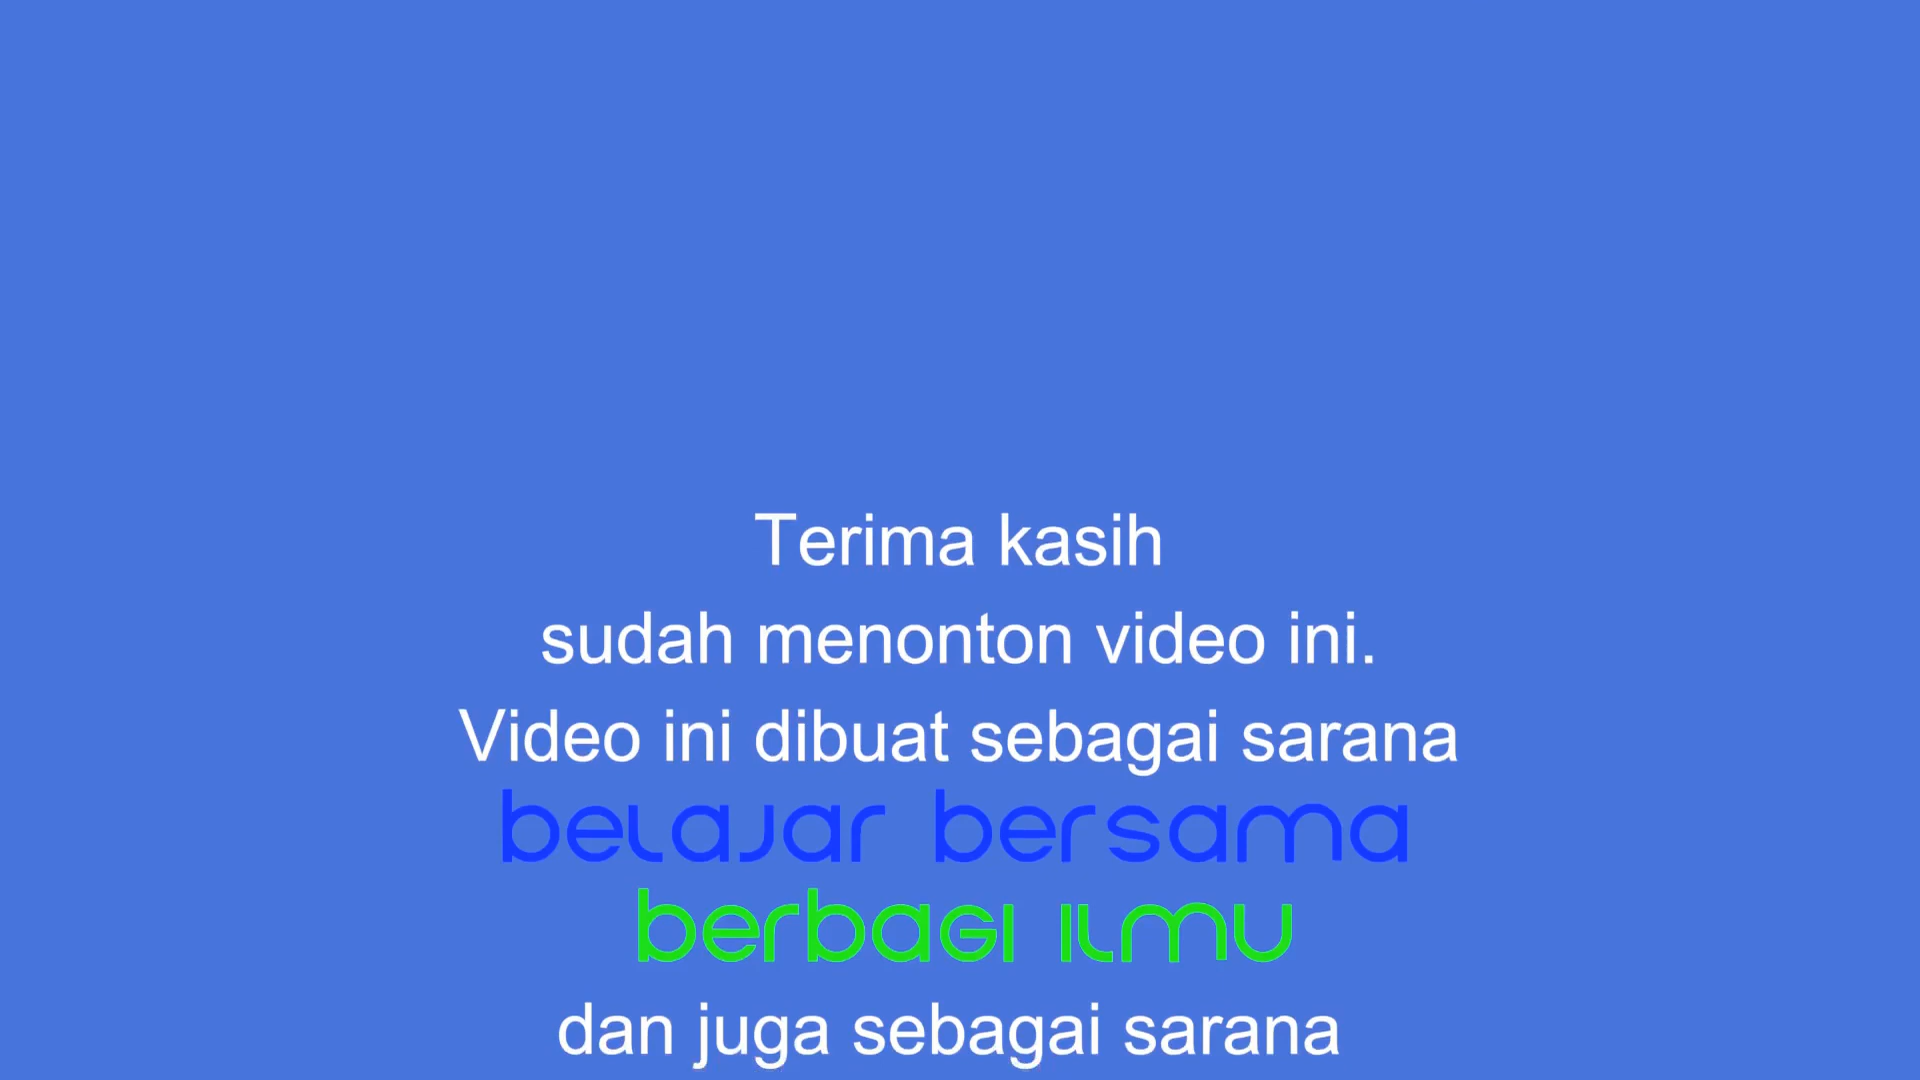 Terima kasih
sudah menonton video ini.
Video ini dibuat sebagai sarana
belajar bersama
berbaGI ILmu
dan juga sebagai sarana